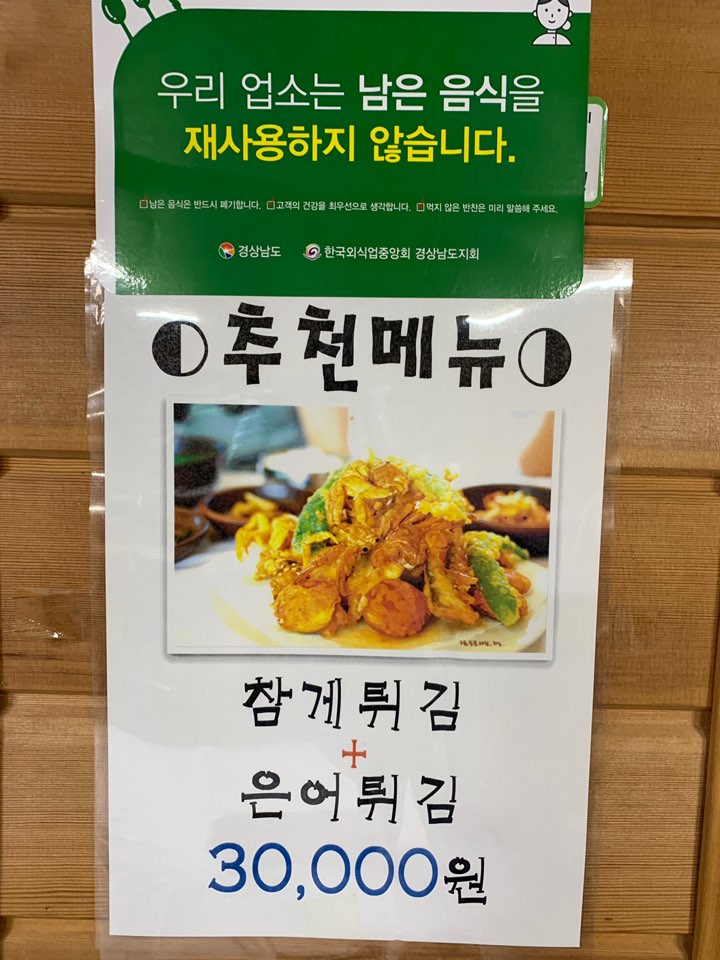 우리 업소는 남은 음식을
재사용하지 않습니다.
남은 음식은 반드시 폐기합니다. 고객의 건강을 최우선으로 생각합니다. 먹지 않은 반찬은 미리 말씀해 주세요.
경상남도 한국외식업중앙회 경상남도지회
추천메뉴
참게튀김
+
은어튀김
30,000원